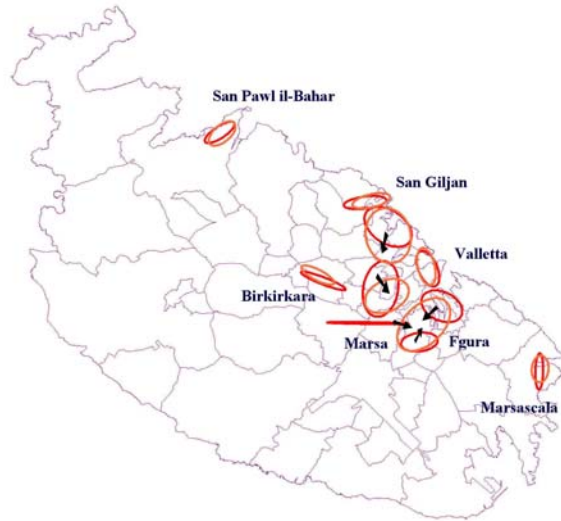 San Pawl il-Bahar
San Giljan
Valletta
Birkirkara
Marsa
Fgura
Marsascala